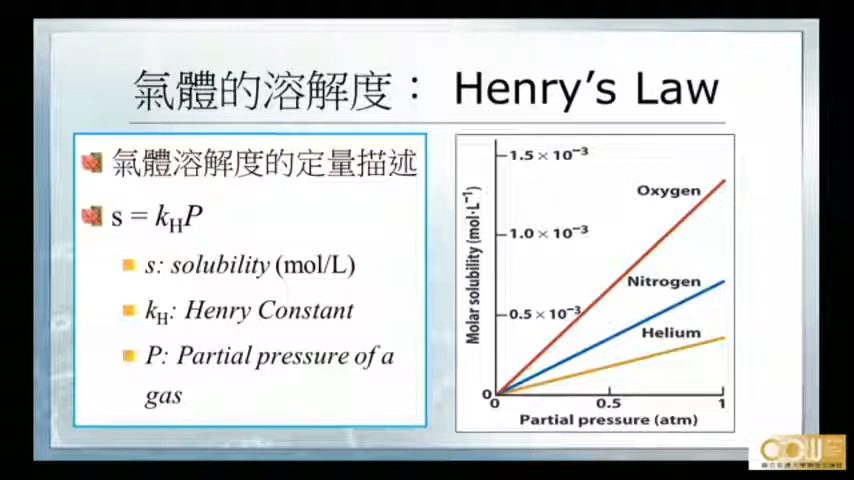 氣體的溶解度： Henry's Law
氣體溶解度的定量描述
s = kHP
s: solubility (mol/L)
kH: Henry Constant
P: Partial pressure of a
gas
Molar solubility (mol·L⁻¹)
1.5 × 10⁻³
1.0 × 10⁻³
0.5 × 10⁻³
0
Oxygen
Nitrogen
Helium
0
0.5
1
Partial pressure (atm)
OCW